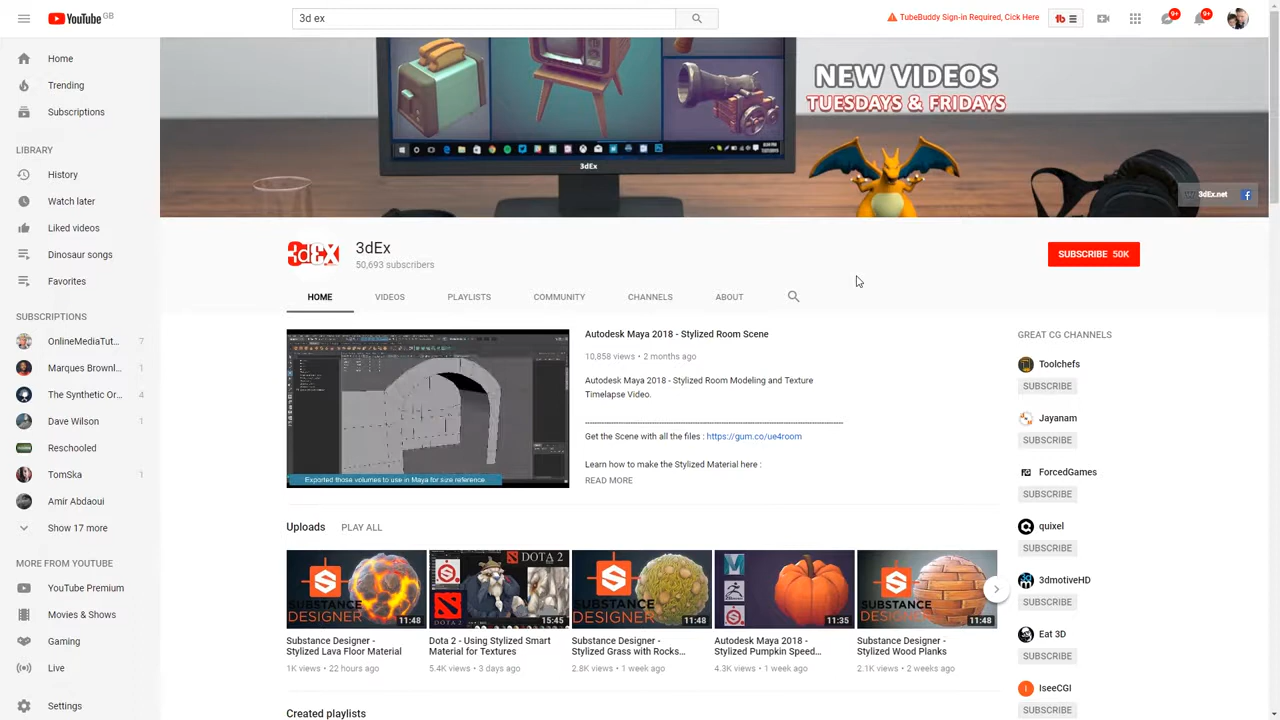 YouTube GB
3d ex
TubeBuddy Sign-in Required, Cick Here
tb
9+
9+
Home
Trending
Subscriptions
LIBRARY
History
Watch later
Liked videos
Dinosaur songs
Favorites
SUBSCRIPTIONS
OnlineMediaTut... 7
Marques Brownl... 1
The Synthetic Or... 4
Dave Wilson 1
Reschooled
TomSka 1
Amir Abdaoui
Show 17 more
MORE FROM YOUTUBE
YouTube Premium
Movies & Shows
Gaming
Live
Settings
NEW VIDEOS
TUESDAYS & FRIDAYS
3dEx
3dEx.net
3dEX
3dEx
50,693 subscribers
SUBSCRIBE 50K
HOME VIDEOS PLAYLISTS COMMUNITY CHANNELS ABOUT
Exported those volumes to use in Maya for sure reference
Autodesk Maya 2018 - Stylized Room Scene
10,858 views • 2 months ago
Autodesk Maya 2018 - Stylized Room Modeling and Texture
Timelapse Video.
Get the Scene with all the files : https://gum.co/ue4room
Learn how to make the Stylized Material here :
READ MORE
GREAT CG CHANNELS
Toolchefs
SUBSCRIBE
Jayanam
SUBSCRIBE
ForcedGames
SUBSCRIBE
quixel
SUBSCRIBE
3dmotiveHD
SUBSCRIBE
Eat 3D
SUBSCRIBE
IseeCGI
SUBSCRIBE
Uploads PLAY ALL
SUBSTANCE
DESIGNER
11:48
Substance Designer -
Stylized Lava Floor Material
1K views • 22 hours ago
DOTA 2
15:45
Dota 2 - Using Stylized Smart
Material for Textures
5.4K views • 3 days ago
SUBSTANCE
DESIGNER
11:48
Substance Designer -
Stylized Grass with Rocks...
2.8K views • 1 week ago
11:35
Autodesk Maya 2018 -
Stylized Pumpkin Speed...
4.3K views • 1 week ago
SUBSTANCE
DESIGNER
11:48
Substance Designer -
Stylized Wood Planks
2.1K views • 2 weeks ago
Created playlists